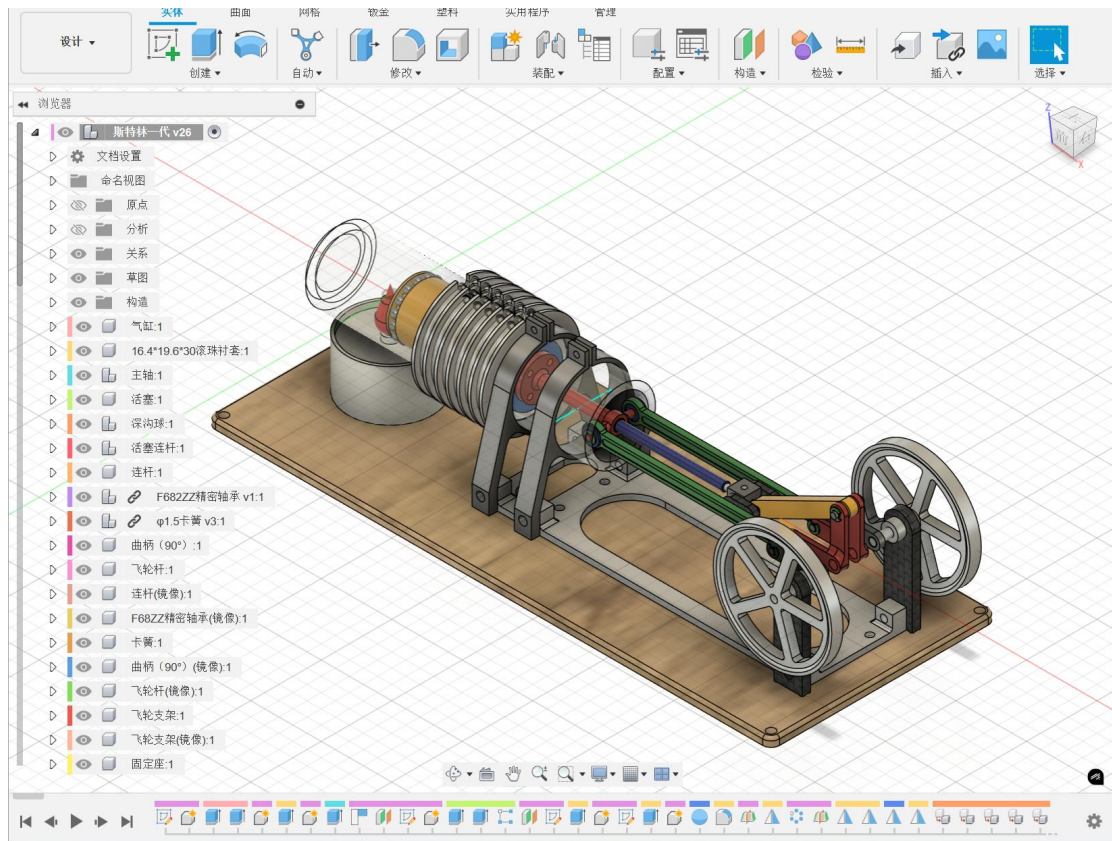 实体 曲面 网格 钣金 塑料 实用程序 管理
设计
创建 自动 修改 装配 配置 构造 检验 插入 选择
浏览器
斯特林一代 v26
文档设置
命名视图
原点
分析
关系
草图
构造
气缸:1
16.4*19.6*30滚珠衬套:1
主轴:1
活塞:1
深沟球:1
活塞连杆:1
连杆:1
F682ZZ精密轴承 v1:1
φ1.5卡簧 v3:1
曲柄（90°）:1
飞轮杆:1
连杆(镜像):1
F68ZZ精密轴承(镜像):1
卡簧:1
曲柄（90°）(镜像):1
飞轮杆(镜像):1
飞轮支架:1
飞轮支架(镜像):1
固定座:1
Z
上
前
右
X